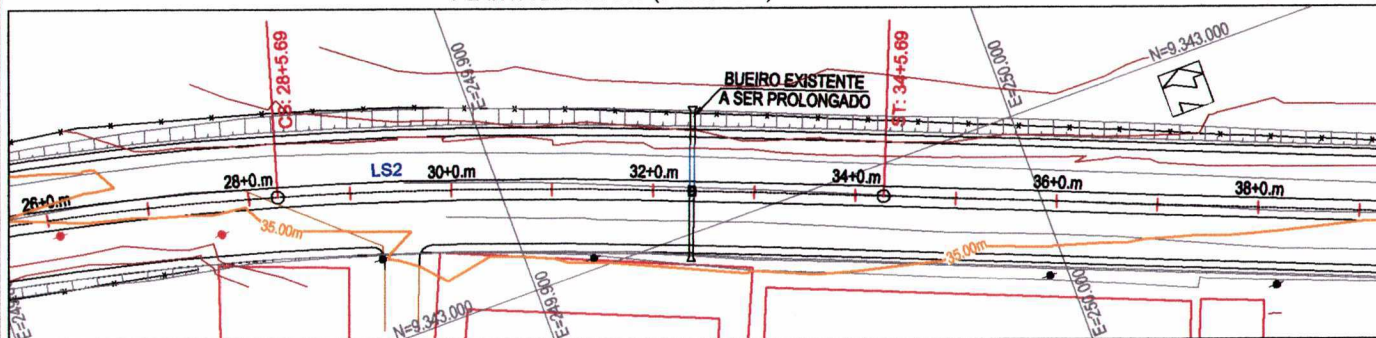 CS: 28+5.69
E=249.900
BUEIRO EXISTENTE
A SER PROLONGADO
ST: 34+5.69
E=250.000
N=9.343.000
26+0.m
28+0.m
LS2
30+0.m
32+0.m
34+0.m
36+0.m
38+0.m
35.00m
35.00m
N=9.343.000
E=249.900
E=250.000